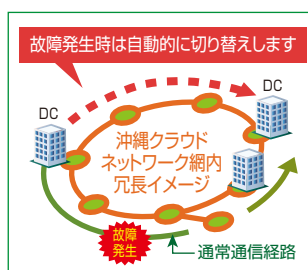 故障発生時は自動的に切り替えします
DC
DC
沖縄クラウド
ネットワーク網内
冗長イメージ
故障
発生
通常通信経路